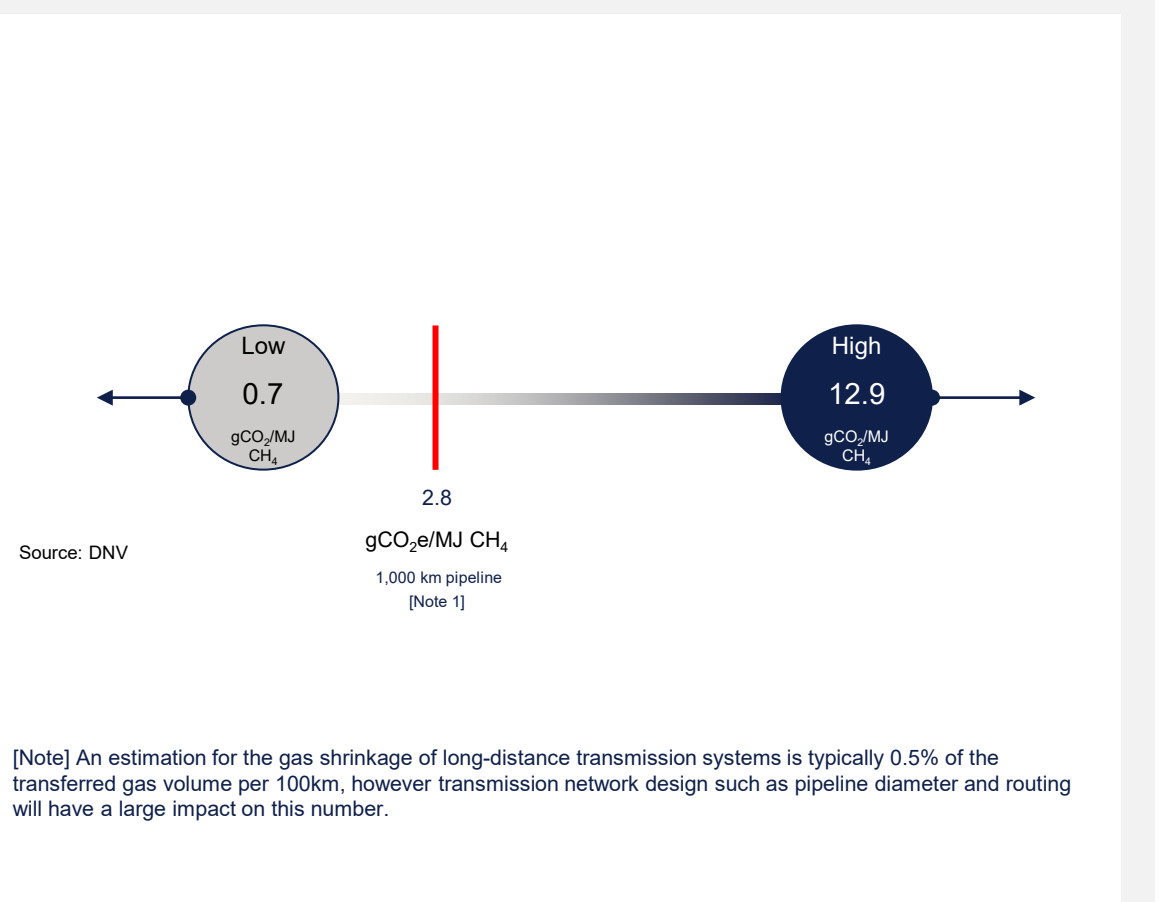 Low
0.7
gCO₂/MJ
CH₄
High
12.9
gCO₂/MJ
CH₄
2.8
gCO₂e/MJ CH₄
1,000 km pipeline
[Note 1]
Source: DNV
[Note] An estimation for the gas shrinkage of long-distance transmission systems is typically 0.5% of the
transferred gas volume per 100km, however transmission network design such as pipeline diameter and routing
will have a large impact on this number.